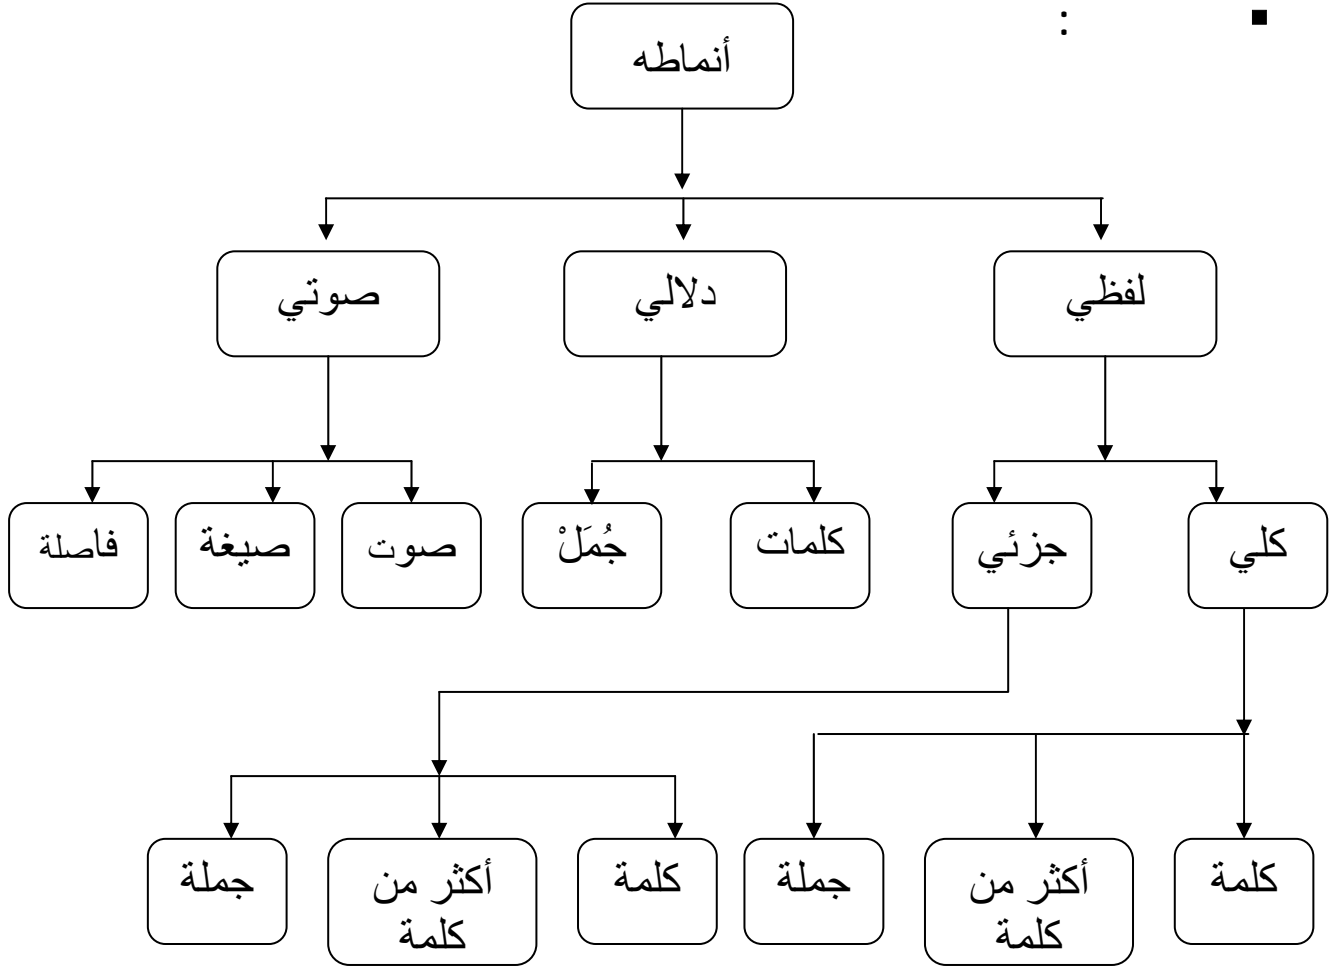 ▪ :
أنماطه
لفظي
دلالي
صوتي
كلي
جزئي
كلمات
جُمَلْ
صوت
صيغة
فاصلة
كلمة
أكثر من
كلمة
جملة
كلمة
أكثر من
كلمة
جملة